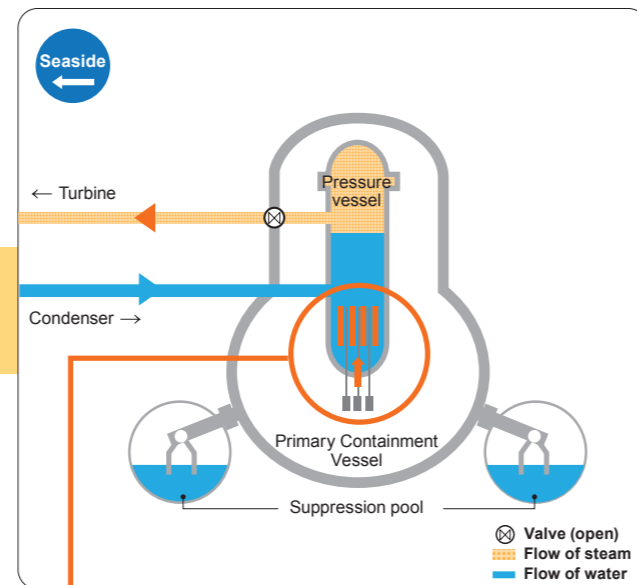 Seaside
← Turbine
Pressure
vessel
Condenser →
Primary Containment
Vessel
Suppression pool
Valve (open)
Flow of steam
Flow of water